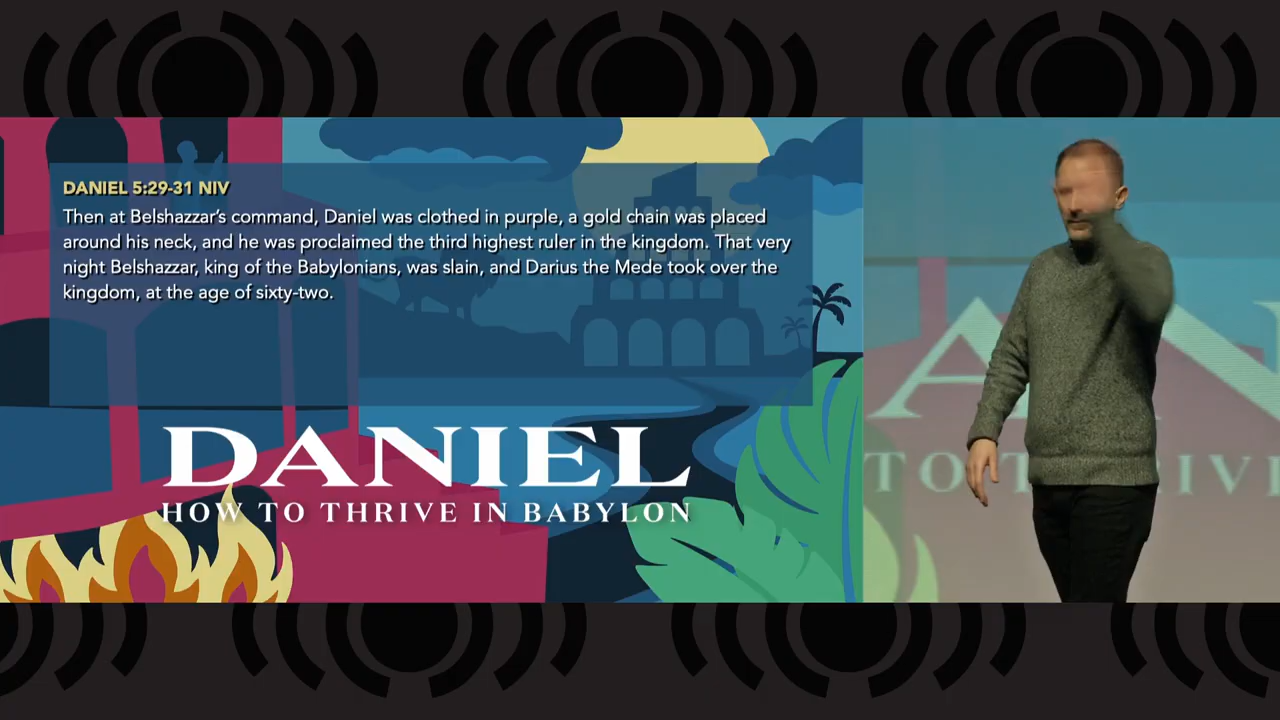 DANIEL 5:29-31 NIV
Then at Belshazzar's command, Daniel was clothed in purple, a gold chain was placed
around his neck, and he was proclaimed the third highest ruler in the kingdom. That very
night Belshazzar, king of the Babylonians, was slain, and Darius the Mede took over the
kingdom, at the age of sixty-two.
DANIEL
HOW TO THRIVE IN BABYLON
AN
TO THRIVE